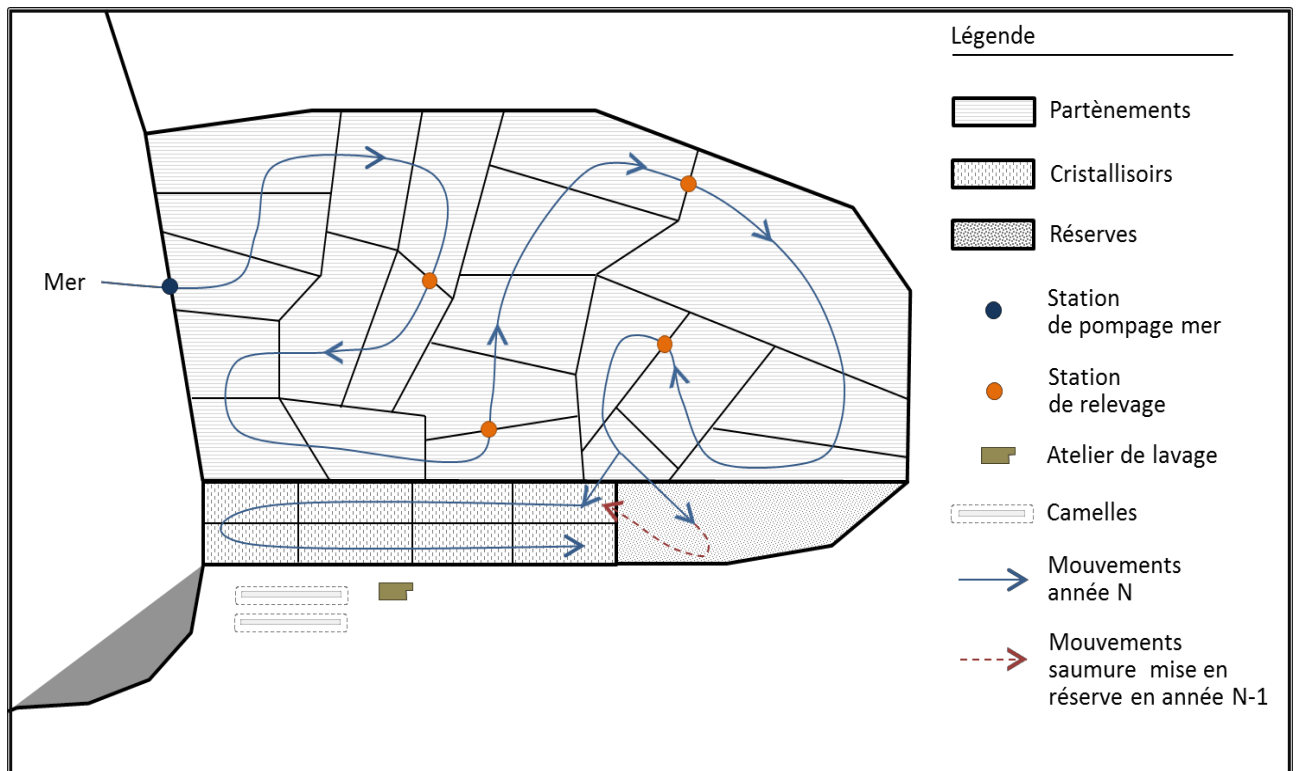 Légende
Partènements
Cristallisoirs
Réserves
Mer
Station
de pompage mer
Station
de relevage
Atelier de lavage
Camelles
Mouvements
année N
Mouvements
saumure mise en
réserve en année N-1